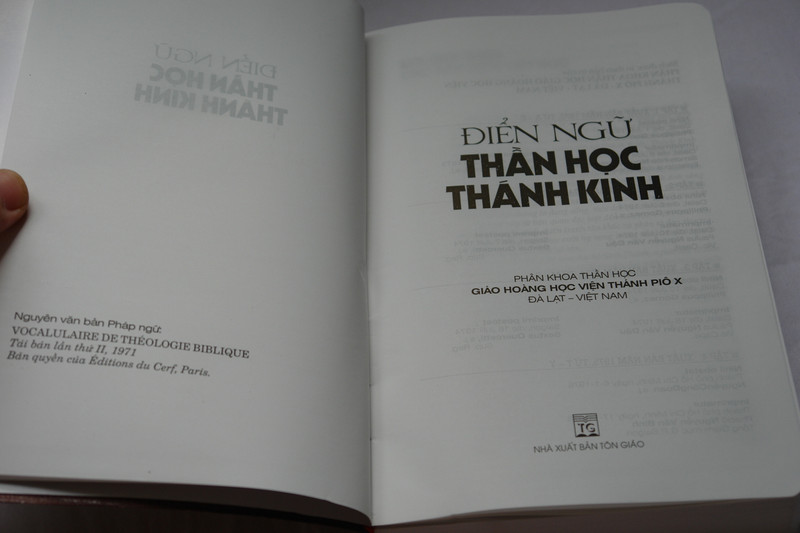 Nguyên văn bản Pháp ngữ:
VOCALULAIRE DE THÉOLOGIE BIBLIQUE
Tái bản lần thứ II, 1971
Bản quyền của Éditions du Cerf, Paris.
ĐIỂN NGỮ
THẦN HỌC
THÁNH KINH
PHÂN KHOA THẦN HỌC
GIÁO HOÀNG HỌC VIỆN THÁNH PIÔ X
ĐÀ LẠT – VIỆT NAM
TG
NHÀ XUẤT BẢN TÔN GIÁO